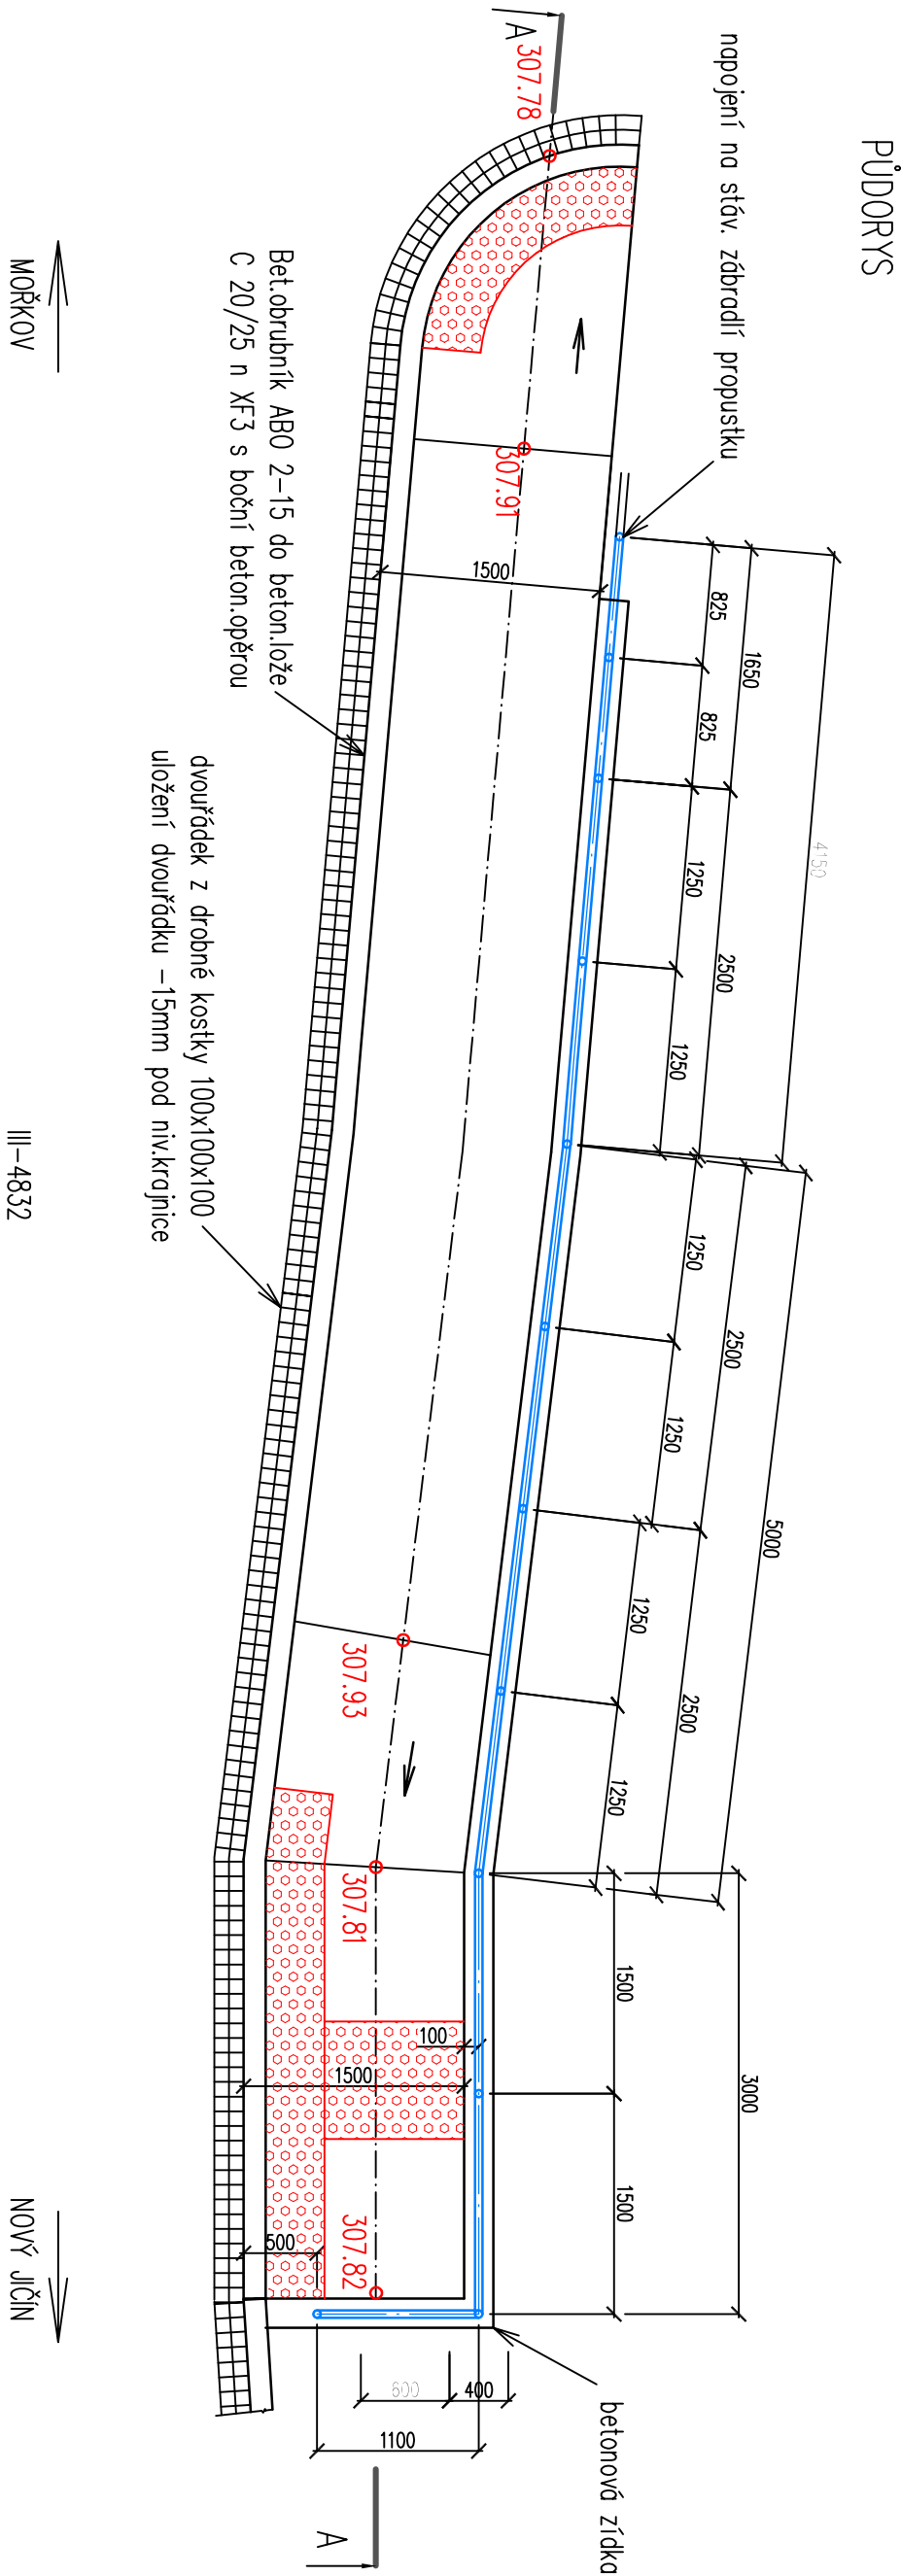 PŮDORYS
napojení na stáv. zábradlí propustku
A
307.78
307.91
1500
825
1650
825
4150
1250
2500
1250
Bet.obrubník ABO 2-15 do beton.lože
C 20/25 n XF3 s boční beton.opěrou
dvouřádek z drobné kostky 100x100x100
uložení dvouřádku -15mm pod niv.krajnice
1250
2500
1250
5000
1250
2500
1250
307.93
307.81
1500
3000
100
1500
1500
307.82
500
600
400
1100
betonová zídka
A
MOŘKOV
III-4832
NOVÝ JIČÍN